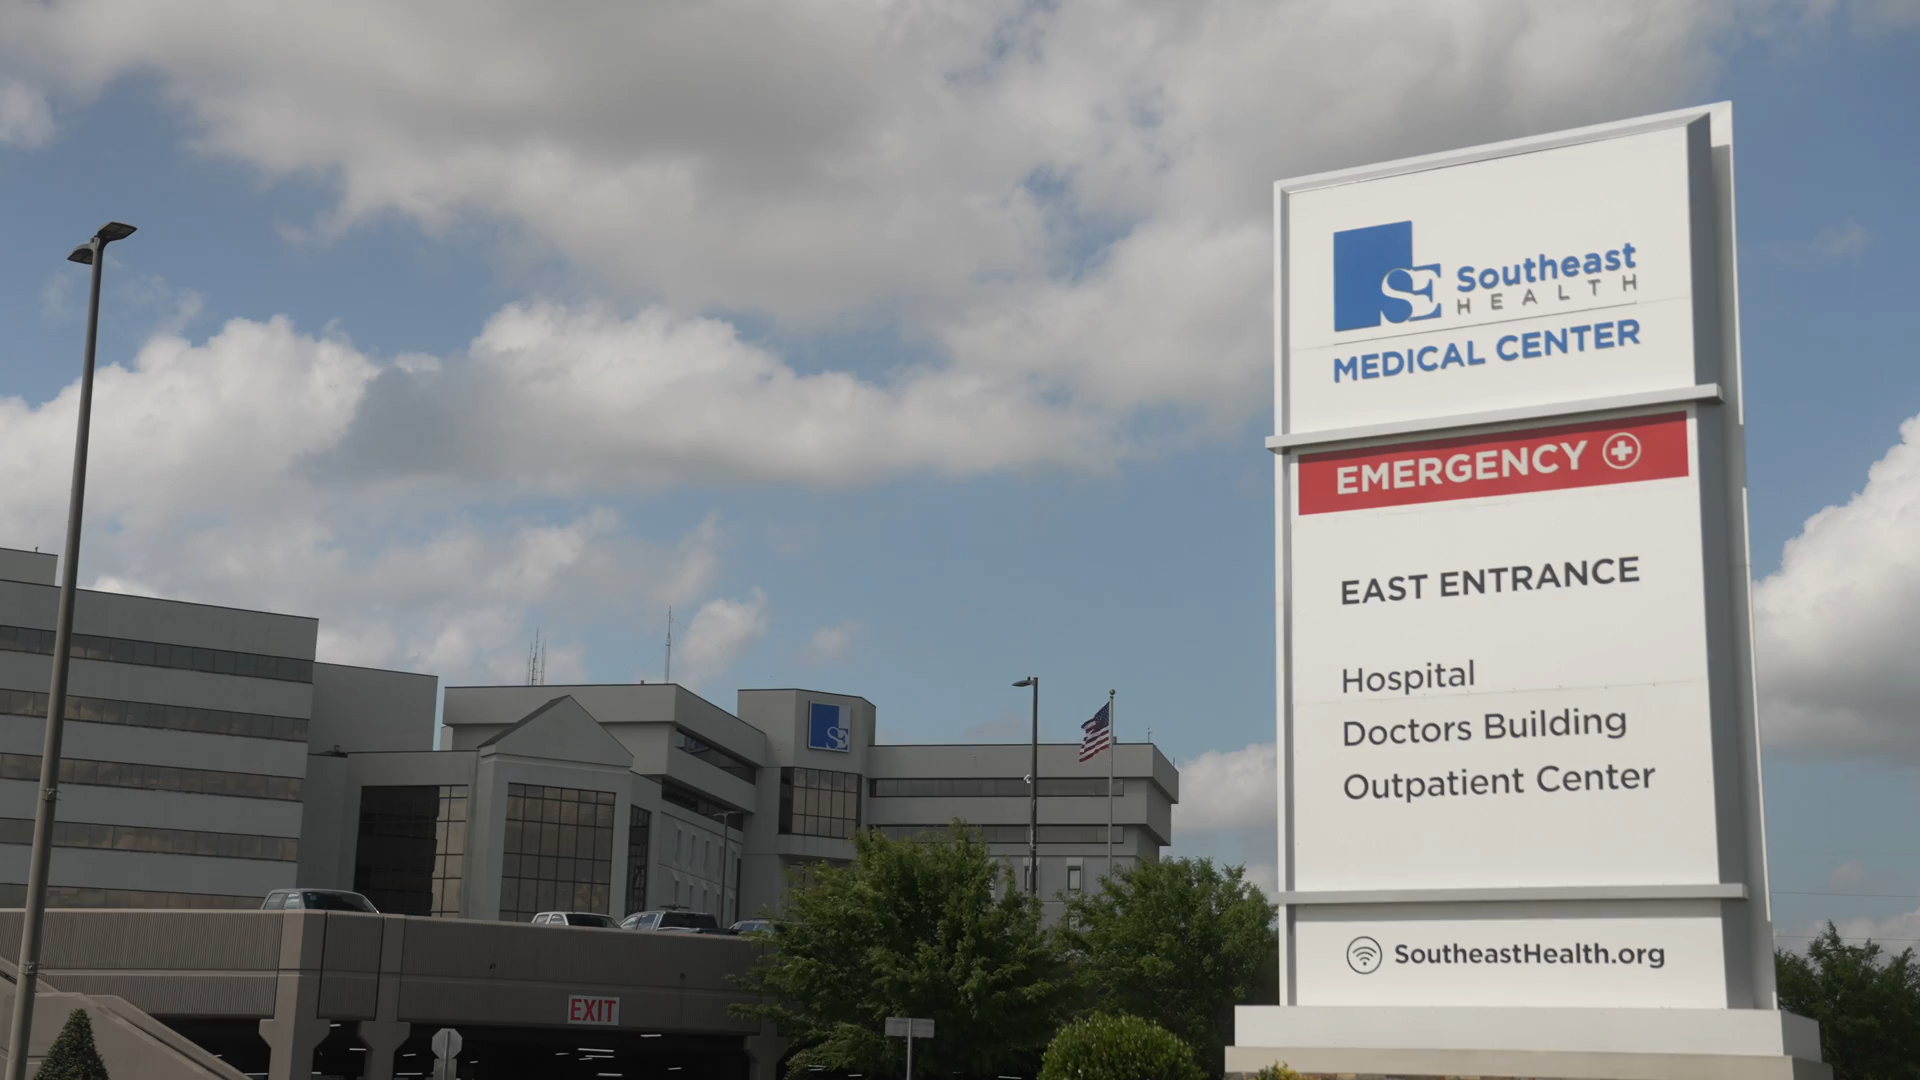 SE Southeast
HEALTH
MEDICAL CENTER
EMERGENCY
EAST ENTRANCE
Hospital
Doctors Building
Outpatient Center
SoutheastHealth.org
SE
EXIT